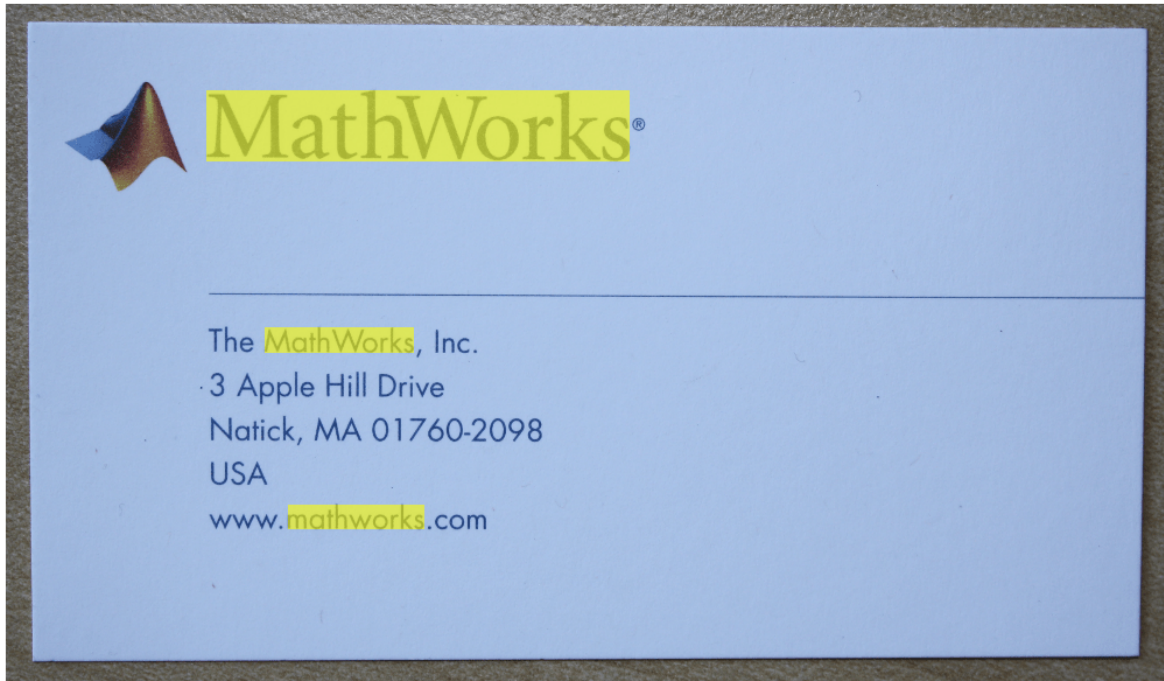 MathWorks®
The MathWorks, Inc.
3 Apple Hill Drive
Natick, MA 01760-2098
USA
www.mathworks.com